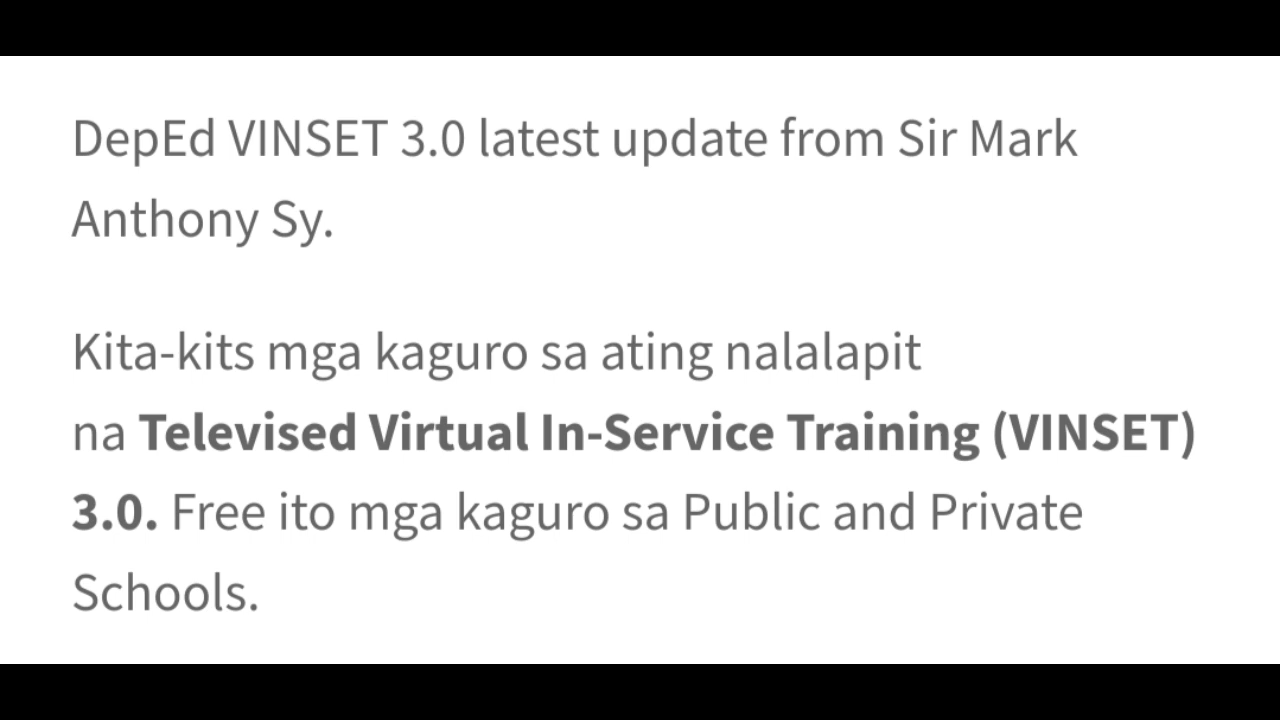 DepEd VINSET 3.0 latest update from Sir Mark
Anthony Sy.
Kita-kits mga kaguro sa ating nalalapit
na Televised Virtual In-Service Training (VINSET)
3.0. Free ito mga kaguro sa Public and Private
Schools.